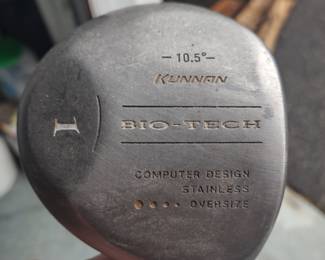 - 10.5° -
KUNNAN
1
BIO-TECH
COMPUTER DESIGN
STAINLESS
OVERSIZE